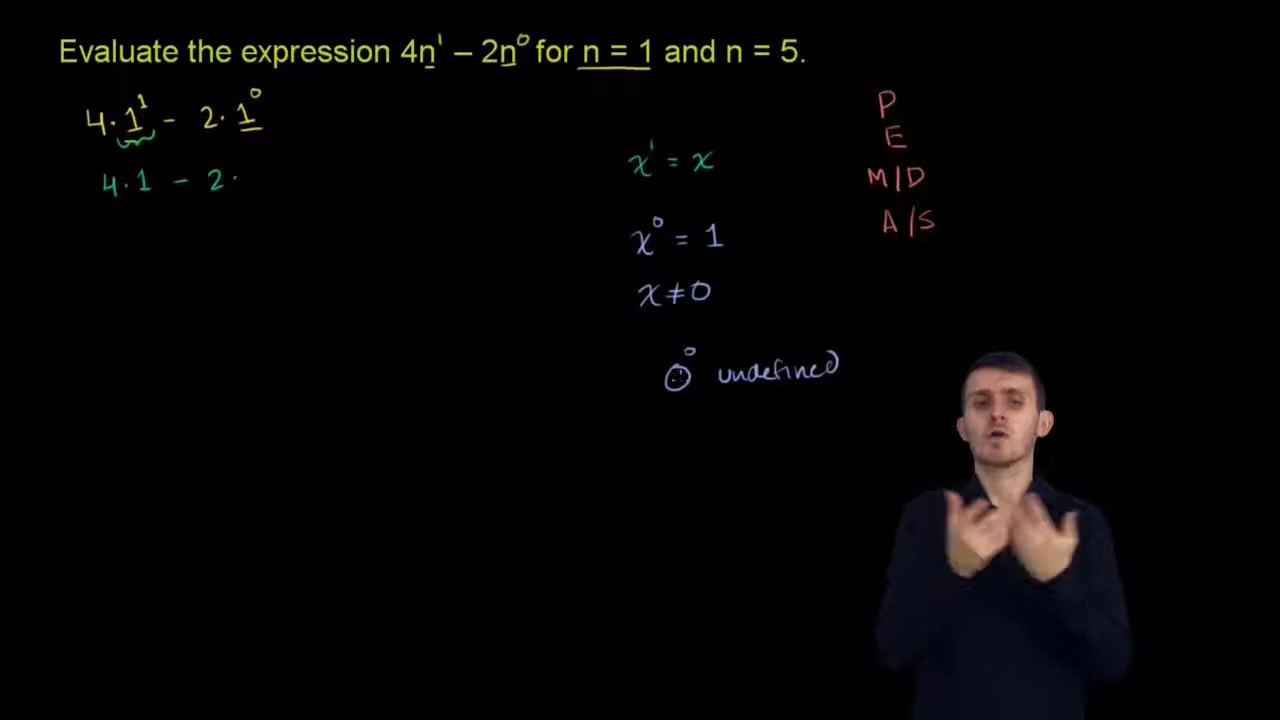 Evaluate the expression 4n¹ – 2n⁰ for n = 1 and n = 5.
4 · 1¹ – 2 · 1⁰
4 · 1 – 2 ·
x¹ = x
x⁰ = 1
x ≠ 0
0⁰ undefined
P
E
M/D
A/S